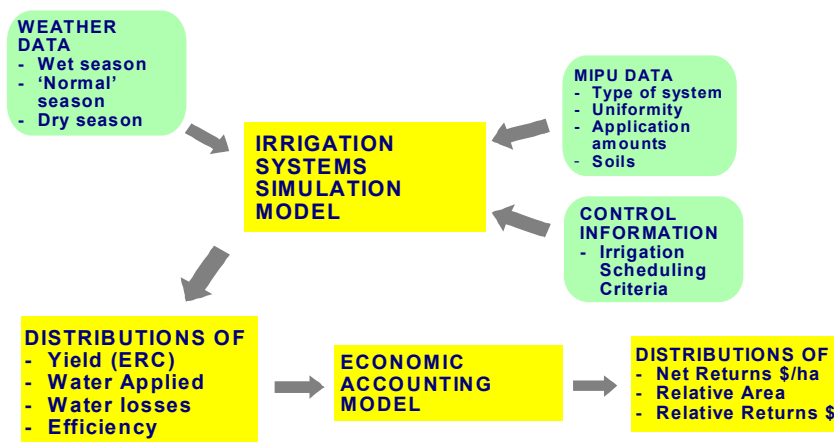 WEATHER
DATA
- Wet season
- ‘Normal’
season
- Dry season
MIPU DATA
- Type of system
- Uniformity
- Application
amounts
- Soils
IRRIGATION
SYSTEMS
SIMULATION
MODEL
CONTROL
INFORMATION
- Irrigation
Scheduling
Criteria
DISTRIBUTIONS OF
- Yield (ERC)
- Water Applied
- Water losses
- Efficiency
ECONOMIC
ACCOUNTING
MODEL
DISTRIBUTIONS OF
- Net Returns $/ha
- Relative Area
- Relative Returns $